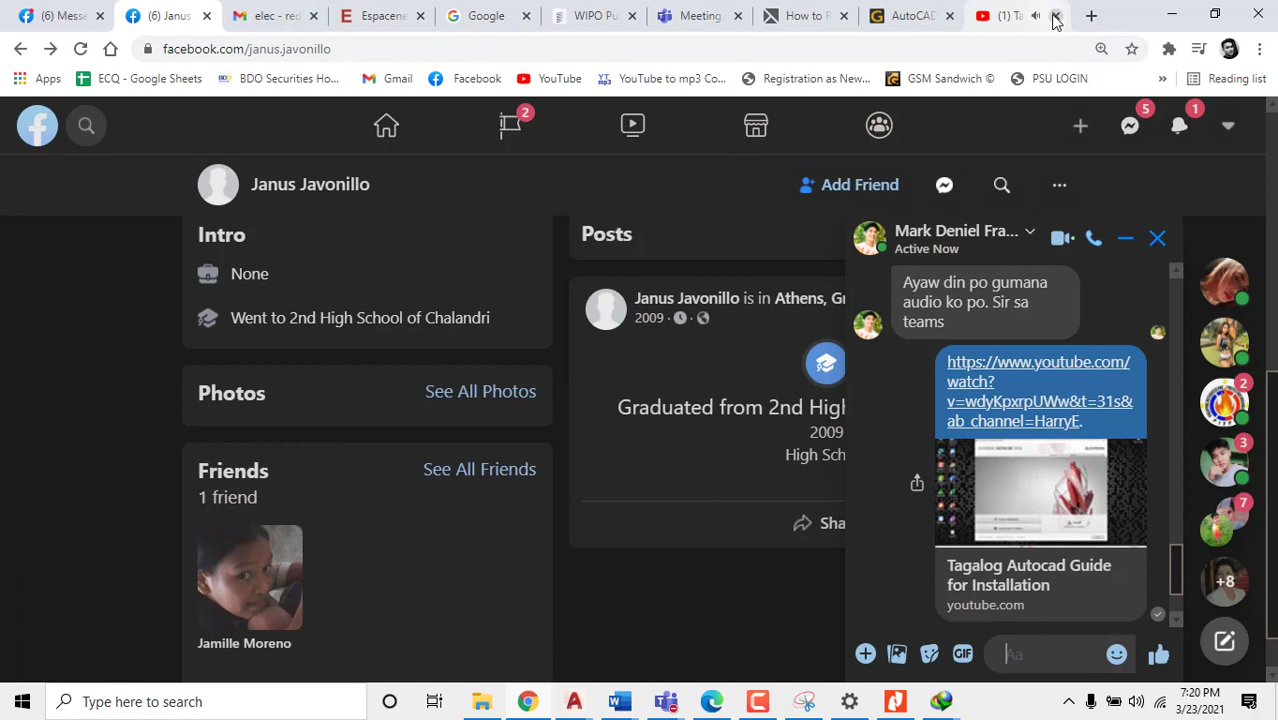 (6) Messe
(6) Janus
elec - red
Espacene
Google
WIPO Pu
Meeting
How to F
AutoCAD
(1) Ta
facebook.com/janus.javonillo
Apps
ECQ - Google Sheets
BDO Securities Ho...
Gmail
Facebook
YouTube
YouTube to mp3 Co...
Registration as New...
GSM Sandwich ©
PSU LOGIN
»
Reading list
2
5
1
Janus Javonillo
Add Friend
Intro
None
Went to 2nd High School of Chalandri
Photos
See All Photos
Friends
See All Friends
1 friend
Jamille Moreno
Posts
Janus Javonillo is in Athens, Gr
2009
Graduated from 2nd High
2009
High Sch
Sha
Mark Deniel Fra...
Active Now
Ayaw din po gumana
audio ko po. Sir sa
teams
https://www.youtube.com/
watch?
v=wdyKpxrpUWw&t=31s&
ab_channel=HarryE.
Tagalog Autocad Guide
for Installation
youtube.com
GIF
Aa
2
3
7
+8
Type here to search
7:20 PM
3/23/2021